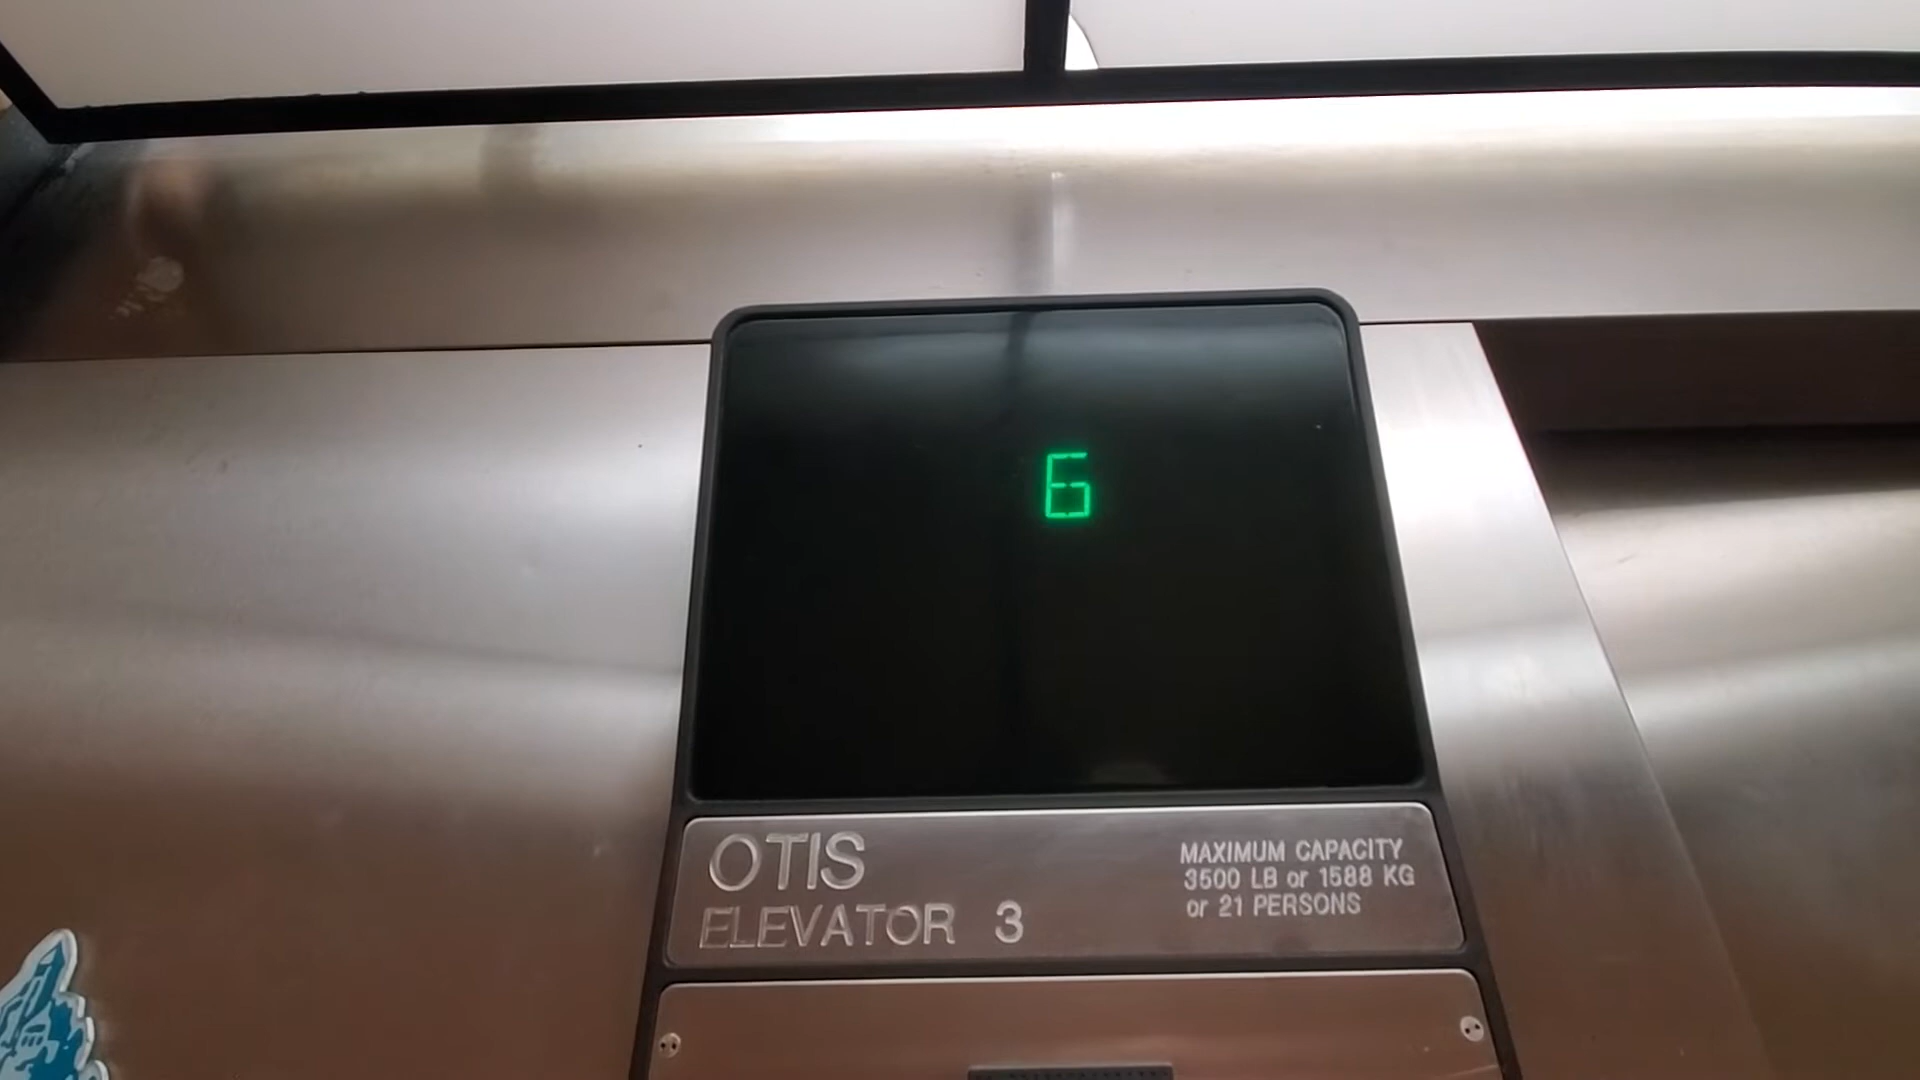 6
OTIS
ELEVATOR 3
MAXIMUM CAPACITY
3500 LB or 1588 KG
or 21 PERSONS